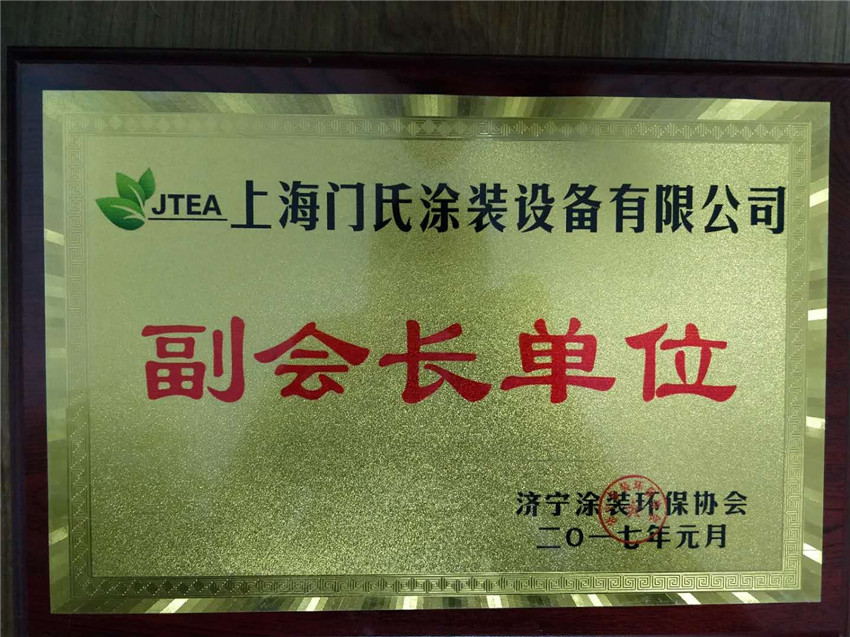 JTEA 上海门氏涂装设备有限公司
副会长单位
济宁涂装环保协会
二〇一七年元月